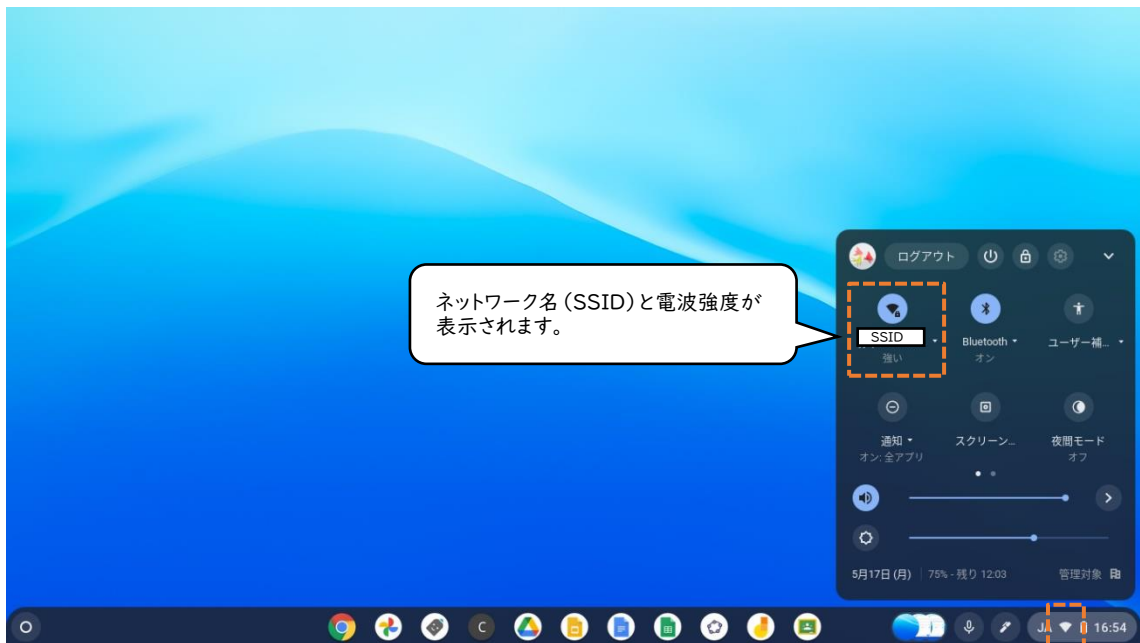 ログアウト
ネットワーク名(SSID)と電波強度が
表示されます。
SSID
強い
Bluetooth
オン
ユーザー補...
通知
オン: 全アプリ
スクリーン...
夜間モード
オフ
5月17日(月)
75% - 残り 12:03
管理対象
C
JA
16:54